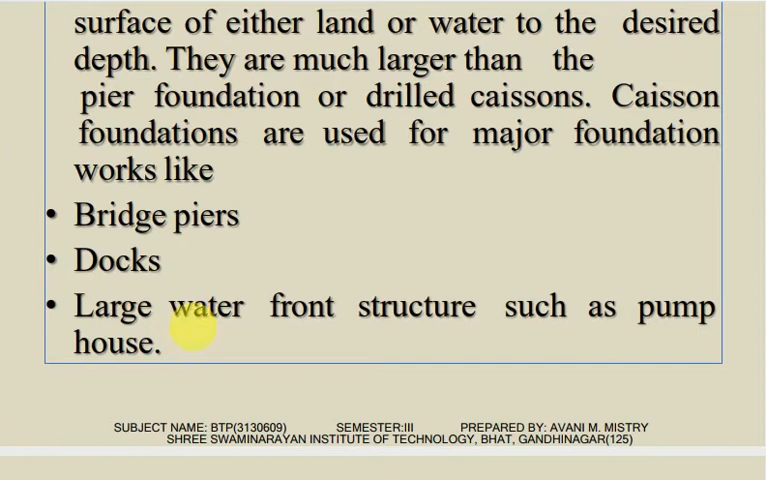 surface of either land or water to the desired
depth. They are much larger than the
pier foundation or drilled caissons. Caisson
foundations are used for major foundation
works like
• Bridge piers
• Docks
• Large water front structure such as pump
house.
SUBJECT NAME: BTP(3130609) SEMESTER:III PREPARED BY: AVANI M. MISTRY
SHREE SWAMINARAYAN INSTITUTE OF TECHNOLOGY, BHAT, GANDHINAGAR(125)